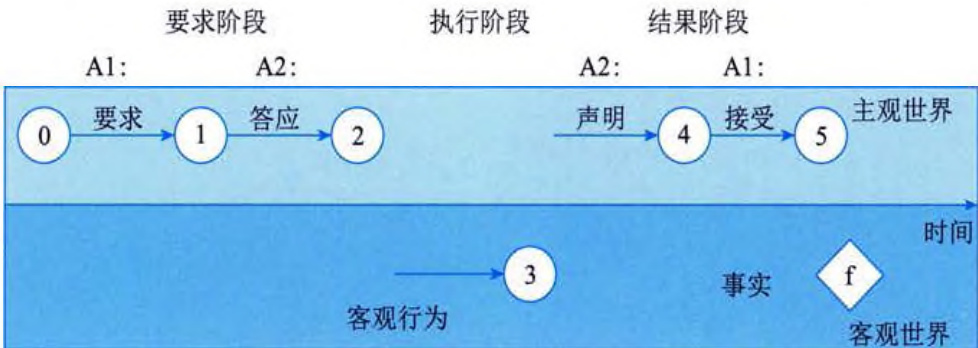 要求阶段 执行阶段 结果阶段
A1: A2: A2: A1:
0 要求 1 答应 2 声明 4 接受 5 主观世界
时间
3 事实 f
客观行为 客观世界